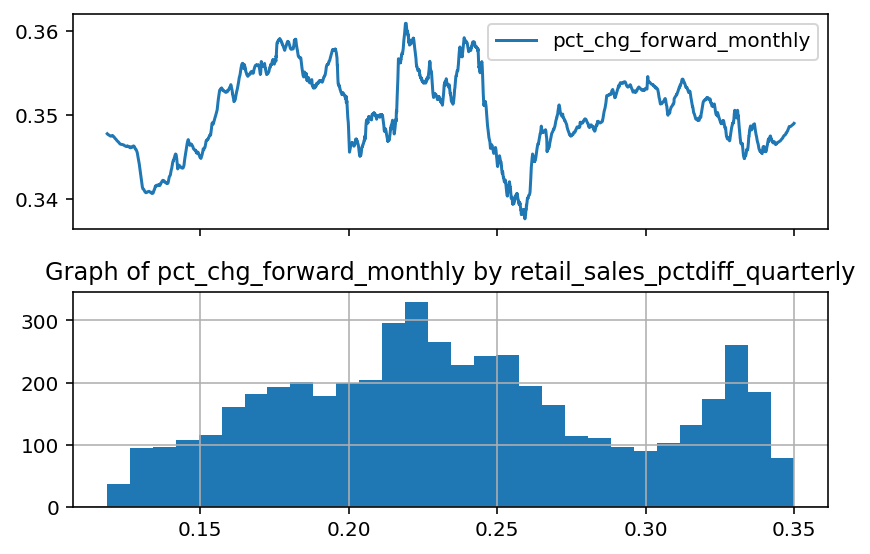 0.36
pct_chg_forward_monthly
0.35
0.34
Graph of pct_chg_forward_monthly by retail_sales_pctdiff_quarterly
300
200
100
0
0.15 0.20 0.25 0.30 0.35